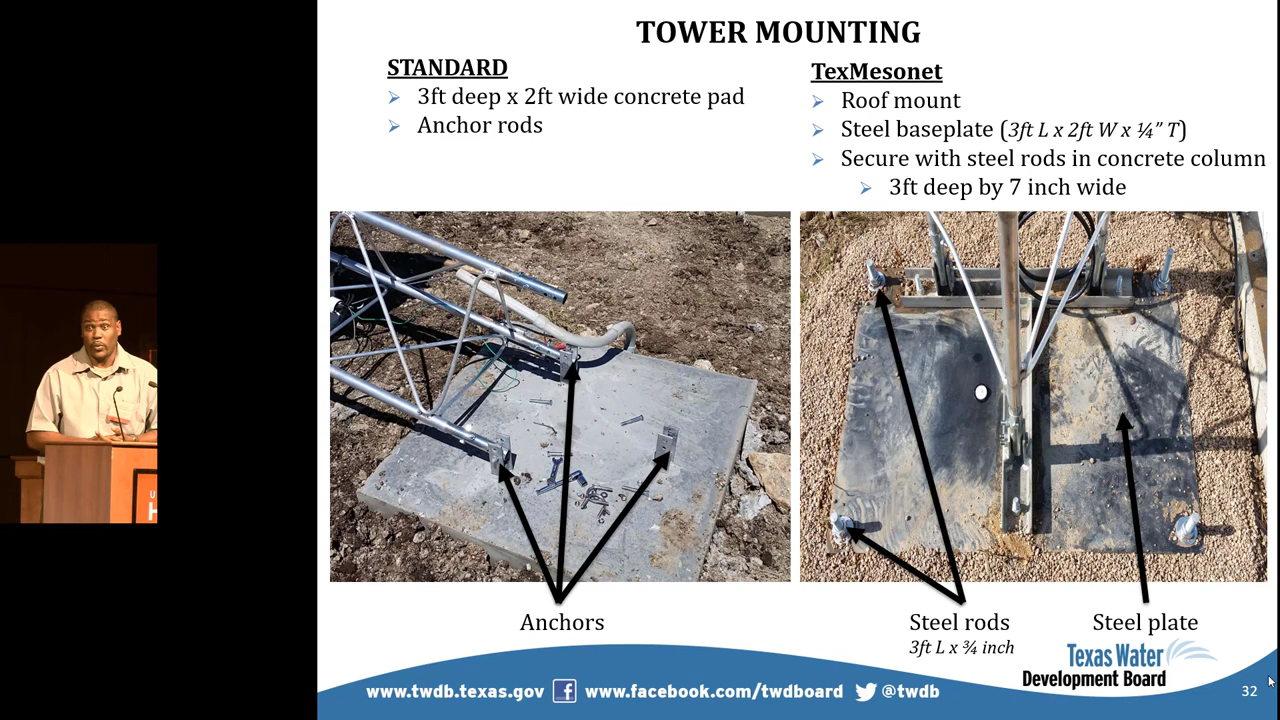 TOWER MOUNTING
STANDARD
3ft deep x 2ft wide concrete pad
Anchor rods
TexMesonet
Roof mount
Steel baseplate (3ft L x 2ft W x ¼” T)
Secure with steel rods in concrete column
3ft deep by 7 inch wide
Anchors
Steel rods
3ft L x ¾ inch
Steel plate
www.twdb.texas.gov
www.facebook.com/twdboard
@twdb
Texas Water
Development Board
32
U
H